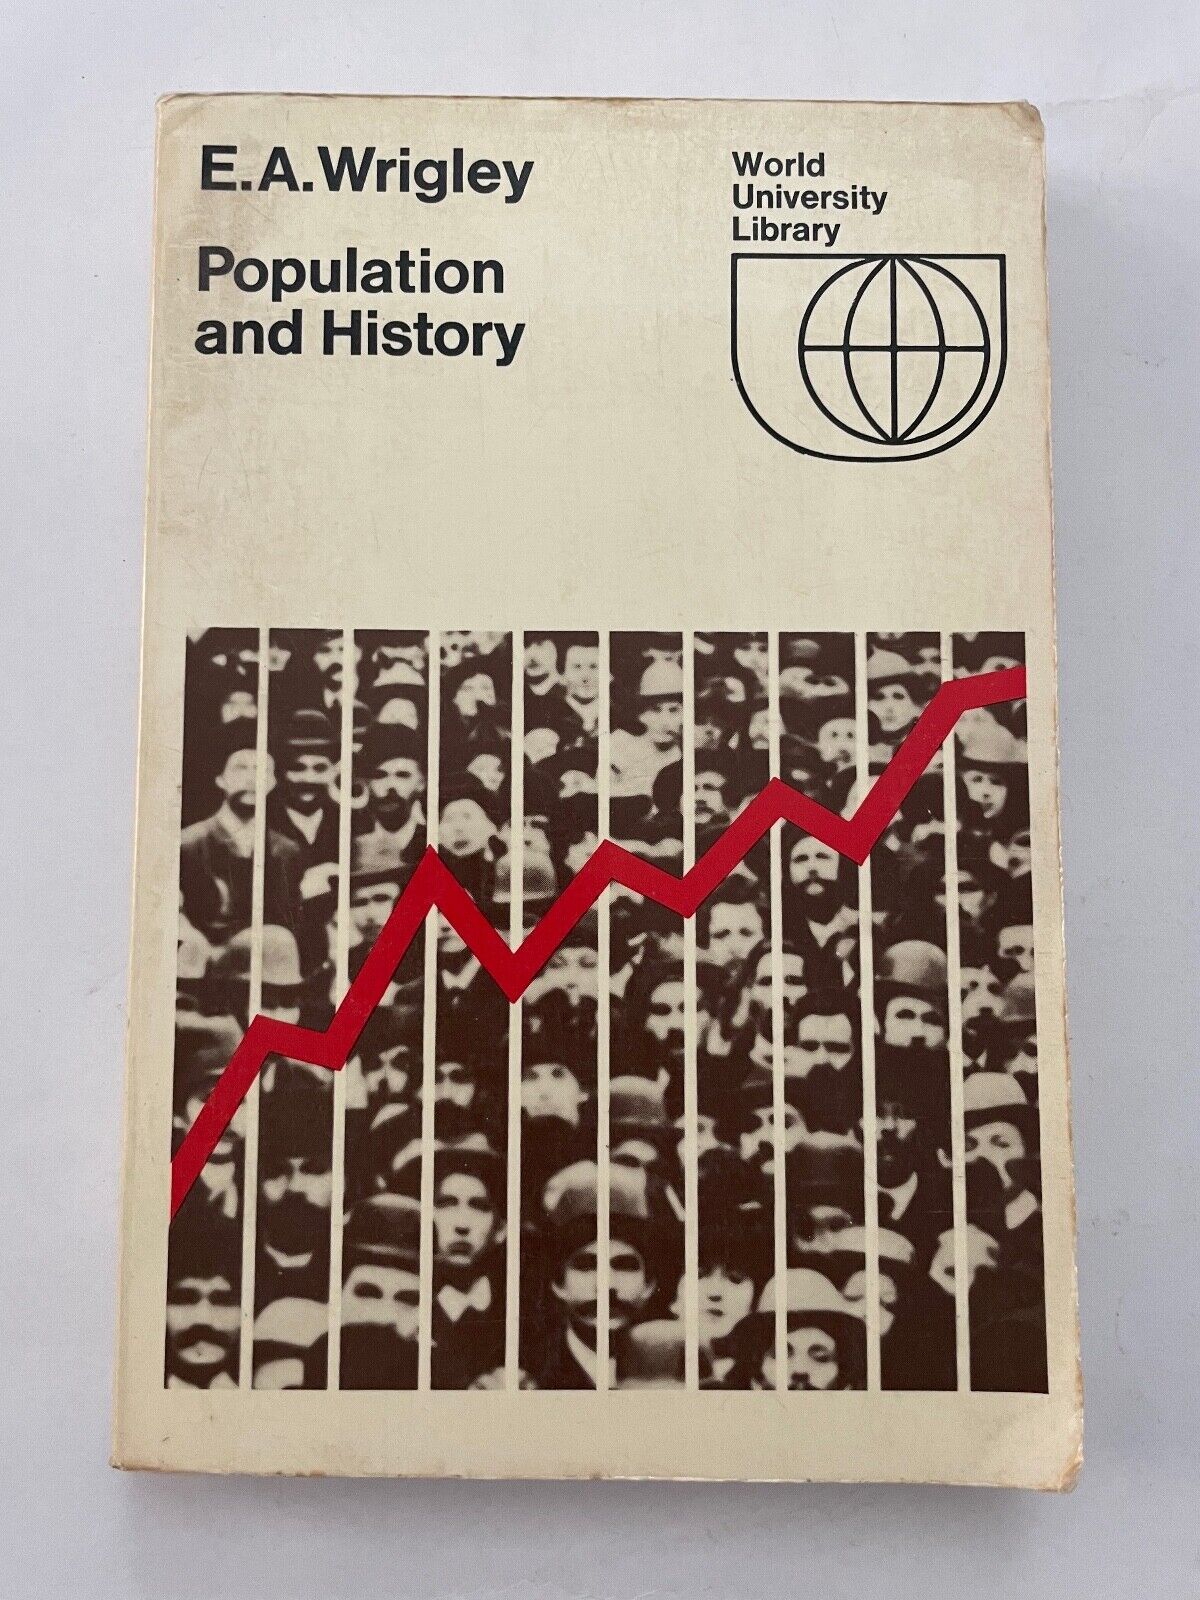 E.A.Wrigley
Population
and History
World
University
Library